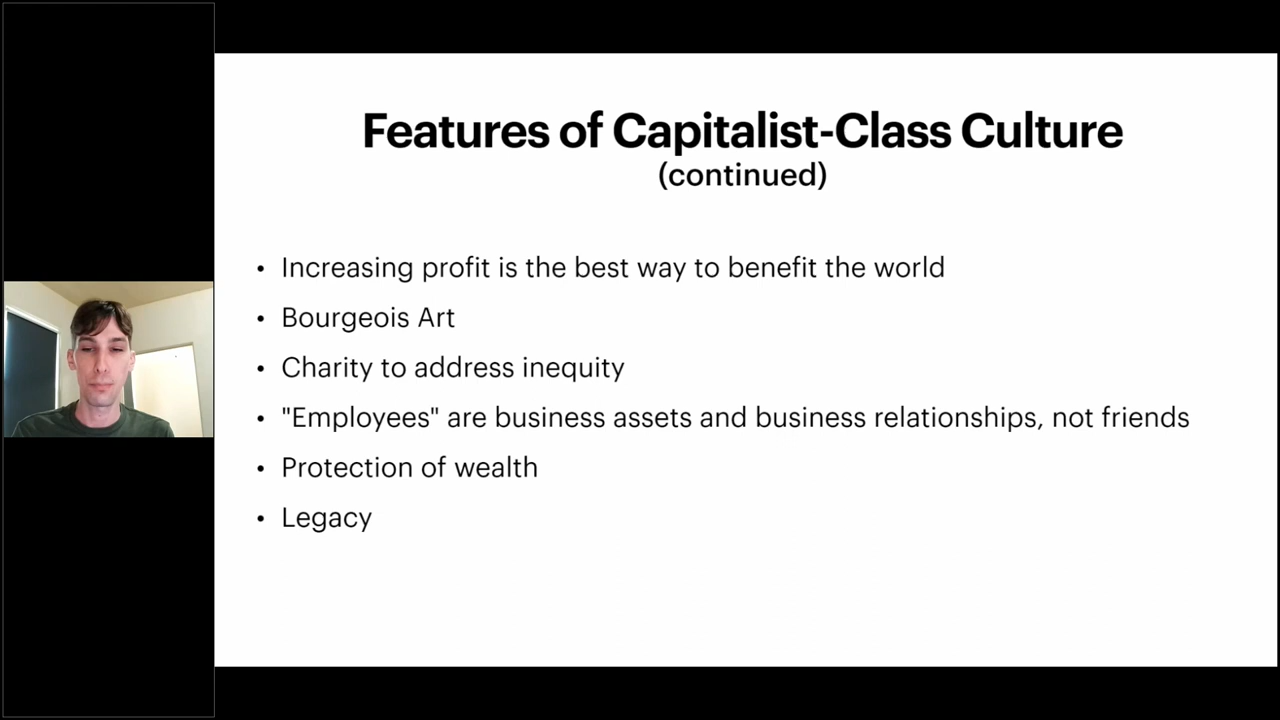 Features of Capitalist-Class Culture
(continued)
• Increasing profit is the best way to benefit the world
• Bourgeois Art
• Charity to address inequity
• "Employees" are business assets and business relationships, not friends
• Protection of wealth
• Legacy